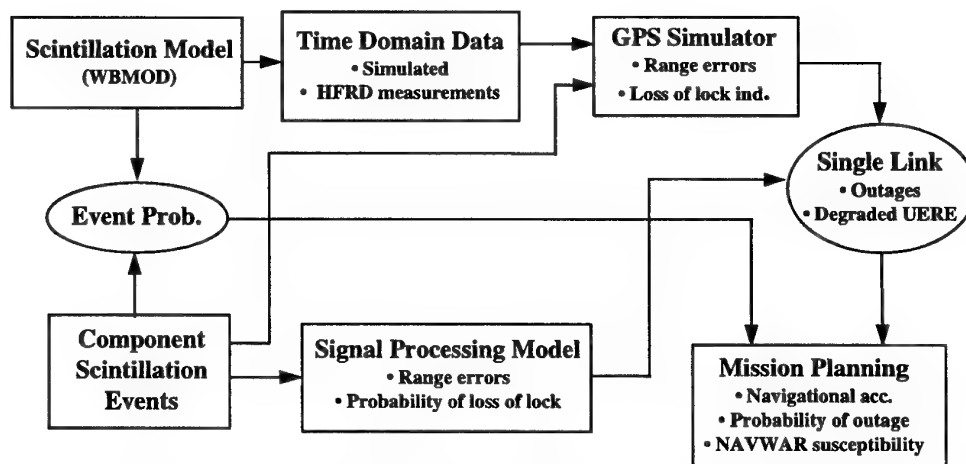 Scintillation Model
(WBMOD)
Time Domain Data
• Simulated
• HFRD measurements
GPS Simulator
• Range errors
• Loss of lock ind.
Single Link
• Outages
• Degraded UERE
Event Prob.
Component
Scintillation
Events
Signal Processing Model
• Range errors
• Probability of loss of lock
Mission Planning
• Navigational acc.
• Probability of outage
• NAVWAR susceptibility